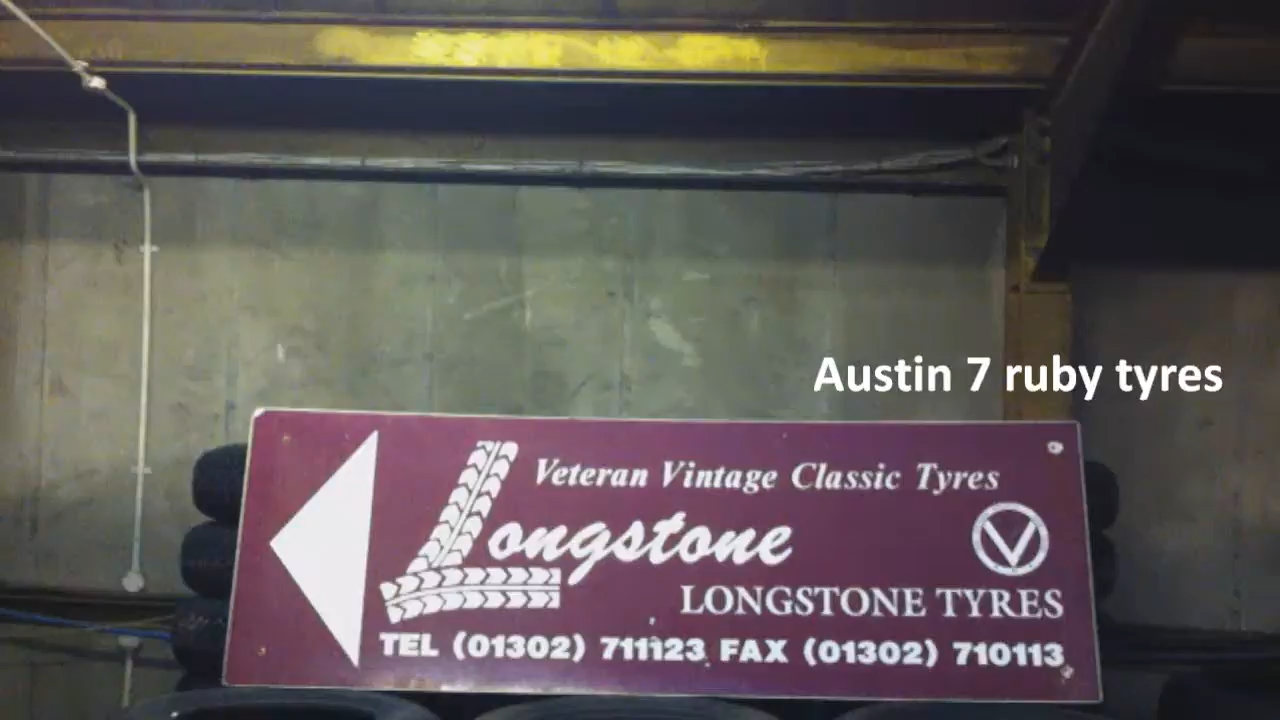 Austin 7 ruby tyres
Veteran Vintage Classic Tyres
Longstone
LONGSTONE TYRES
TEL (01302) 711123 FAX (01302) 710113